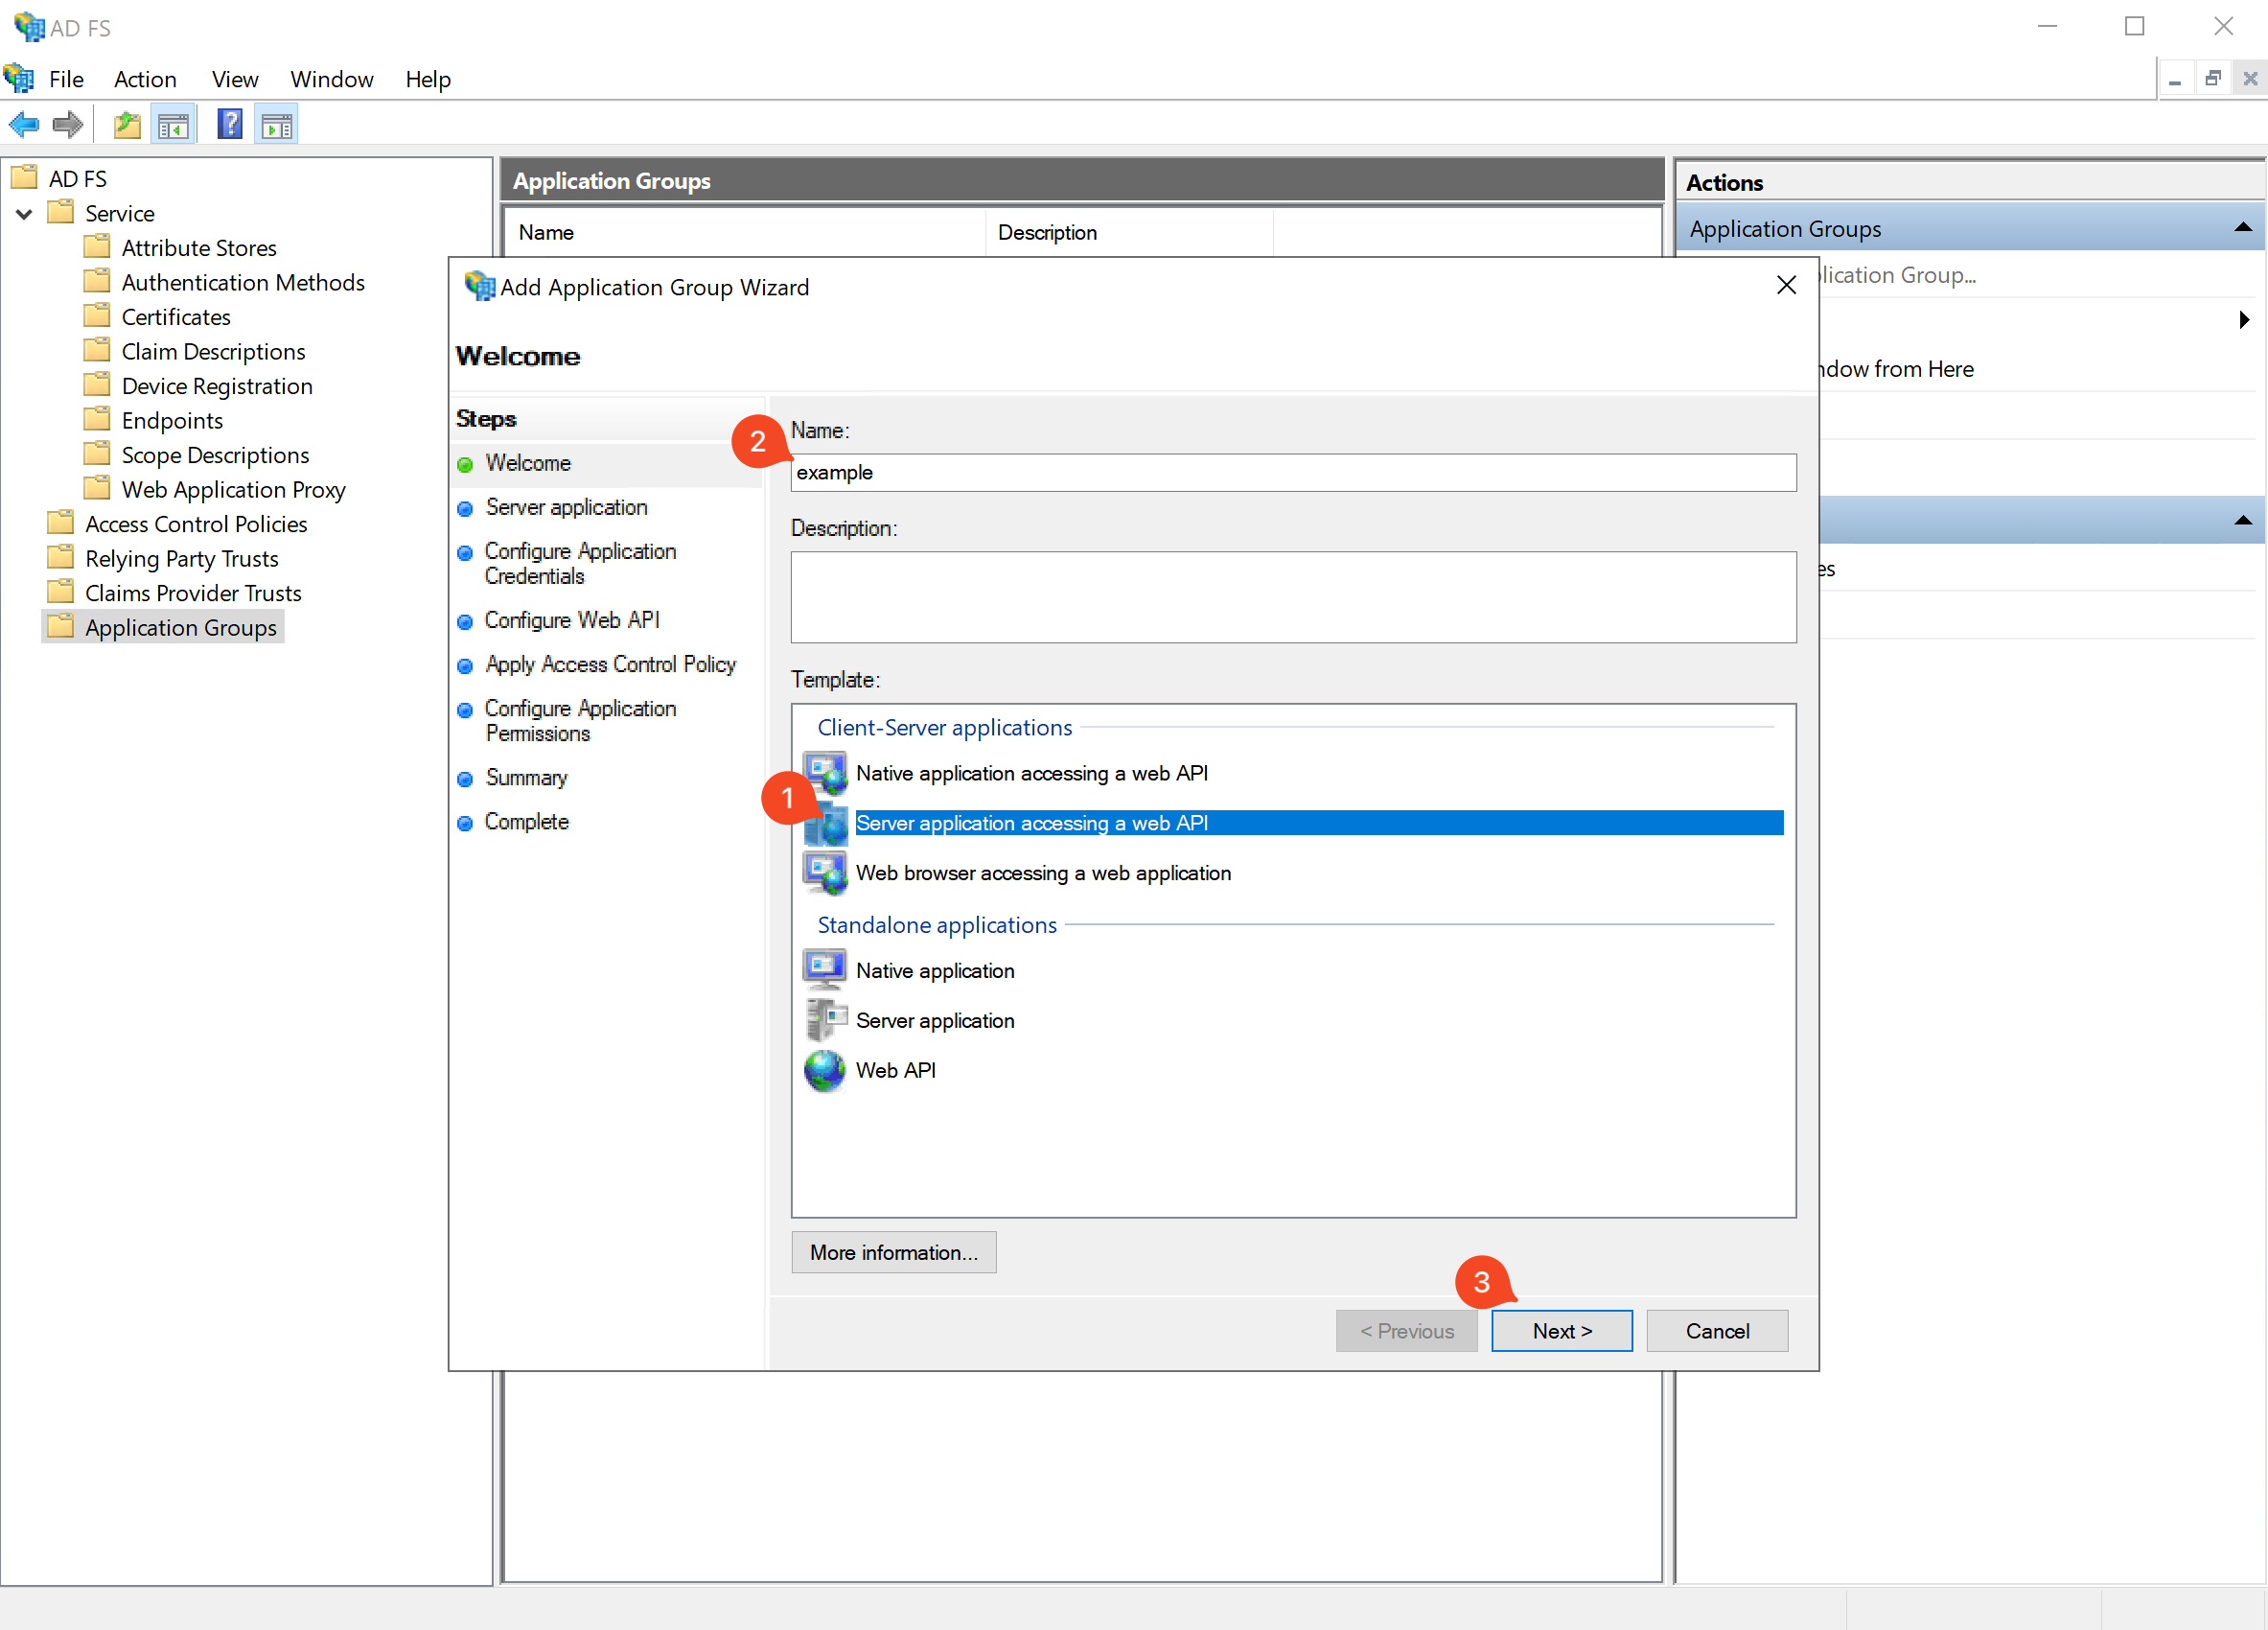 AD FS
File Action View Window Help
AD FS
Service
Attribute Stores
Authentication Methods
Certificates
Claim Descriptions
Device Registration
Endpoints
Scope Descriptions
Web Application Proxy
Access Control Policies
Relying Party Trusts
Claims Provider Trusts
Application Groups
Application Groups
Name Description
Add Application Group Wizard
Welcome
Steps
Welcome
Server application
Configure Application
Credentials
Configure Web API
Apply Access Control Policy
Configure Application
Permissions
Summary
Complete
2
Name:
example
Description:
Template:
Client-Server applications
Native application accessing a web API
1
Server application accessing a web API
Web browser accessing a web application
Standalone applications
Native application
Server application
Web API
More information...
3
< Previous Next > Cancel
Actions
Application Groups
Group...
from Here